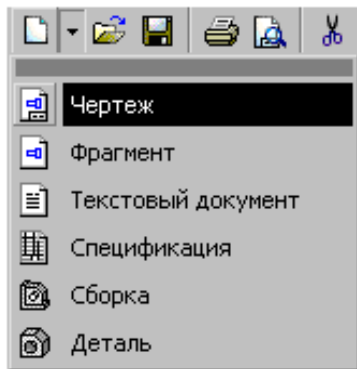 Чертеж
Фрагмент
Текстовый документ
Спецификация
Сборка
Деталь